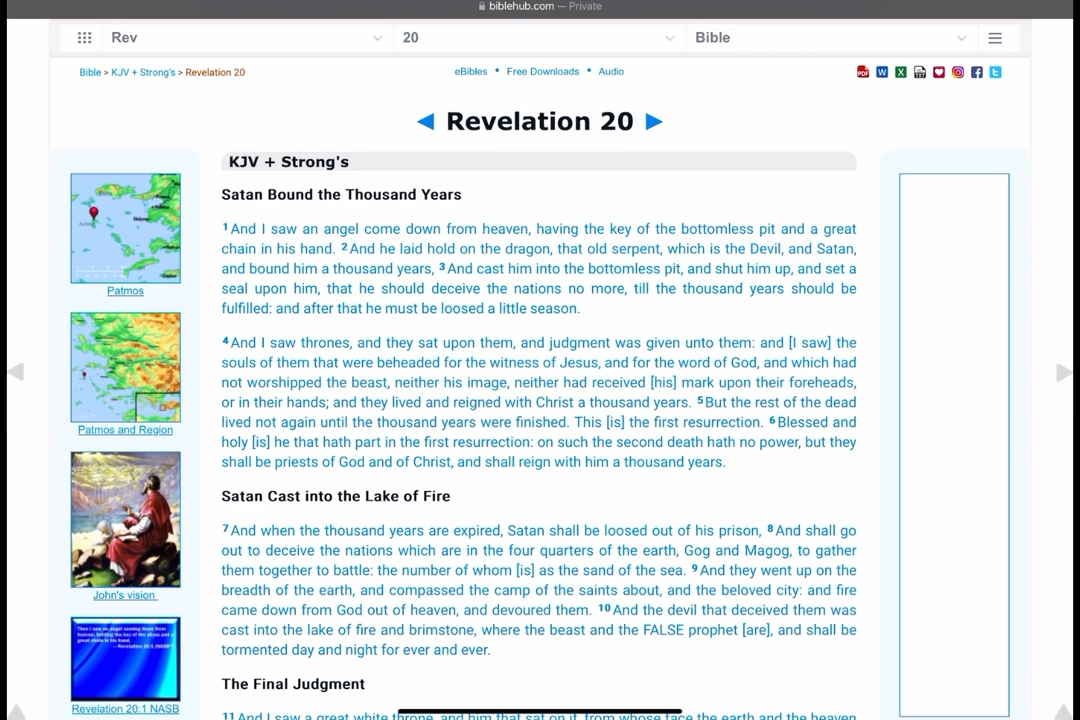 biblehub.com — Private
Rev 20 Bible
Bible > KJV + Strong's > Revelation 20
eBibles • Free Downloads • Audio
◄ Revelation 20 ►
KJV + Strong's
Satan Bound the Thousand Years
1 And I saw an angel come down from heaven, having the key of the bottomless pit and a great
chain in his hand. 2 And he laid hold on the dragon, that old serpent, which is the Devil, and Satan,
and bound him a thousand years, 3 And cast him into the bottomless pit, and shut him up, and set a
seal upon him, that he should deceive the nations no more, till the thousand years should be
fulfilled: and after that he must be loosed a little season.
4 And I saw thrones, and they sat upon them, and judgment was given unto them: and [I saw] the
souls of them that were beheaded for the witness of Jesus, and for the word of God, and which had
not worshipped the beast, neither his image, neither had received [his] mark upon their foreheads,
or in their hands; and they lived and reigned with Christ a thousand years. 5 But the rest of the dead
lived not again until the thousand years were finished. This [is] the first resurrection. 6 Blessed and
holy [is] he that hath part in the first resurrection: on such the second death hath no power, but they
shall be priests of God and of Christ, and shall reign with him a thousand years.
Satan Cast into the Lake of Fire
7 And when the thousand years are expired, Satan shall be loosed out of his prison, 8 And shall go
out to deceive the nations which are in the four quarters of the earth, Gog and Magog, to gather
them together to battle: the number of whom [is] as the sand of the sea. 9 And they went up on the
breadth of the earth, and compassed the camp of the saints about, and the beloved city: and fire
came down from God out of heaven, and devoured them. 10 And the devil that deceived them was
cast into the lake of fire and brimstone, where the beast and the FALSE prophet [are], and shall be
tormented day and night for ever and ever.
The Final Judgment
11 And I saw a great white throne, and him that sat on it, from whose face the earth and the heaven
Patmos
Patmos and Region
John's vision
Revelation 20:1 NASB